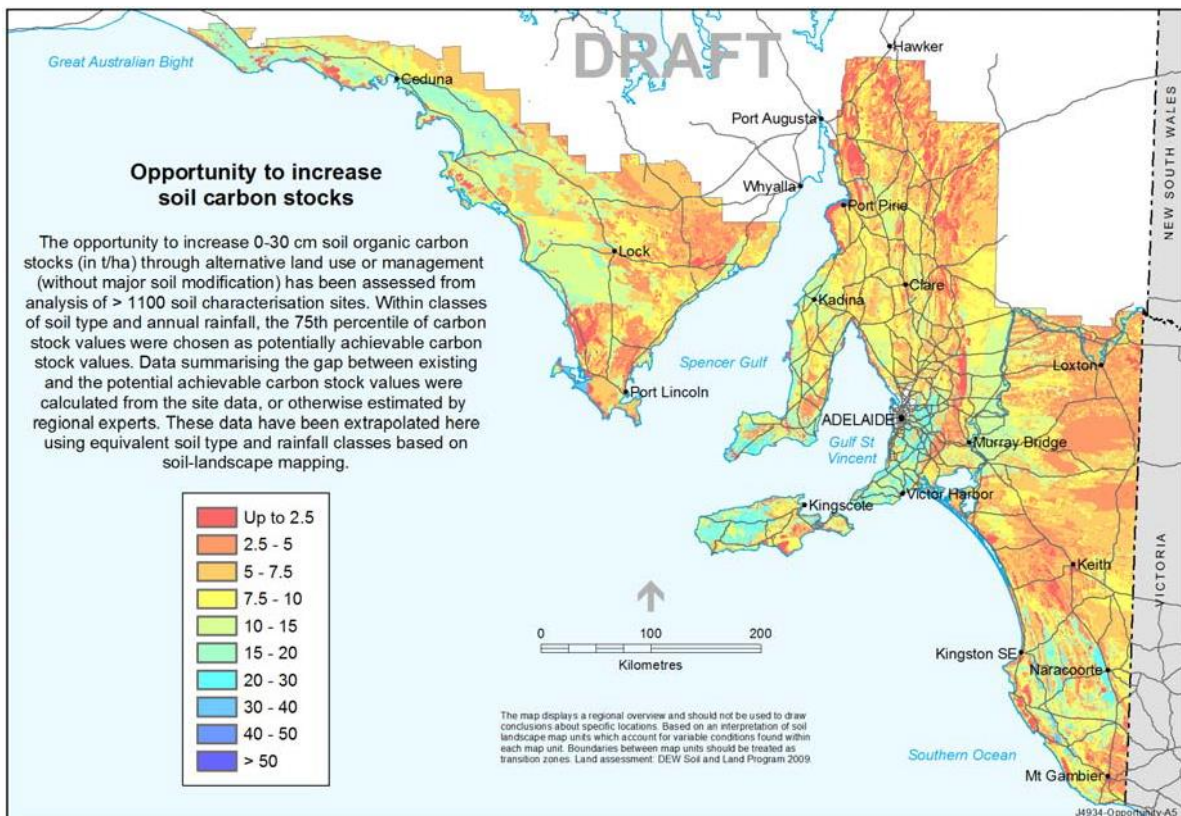 DRAFT
Hawker
Great Australian Bight
Ceduna
Port Augusta
NEW SOUTH WALES
Opportunity to increase
soil carbon stocks
Whyalla
Port Pirie
The opportunity to increase 0-30 cm soil organic carbon
stocks (in t/ha) through alternative land use or management
(without major soil modification) has been assessed from
analysis of > 1100 soil characterisation sites. Within classes
of soil type and annual rainfall, the 75th percentile of carbon
stock values were chosen as potentially achievable carbon
stock values. Data summarising the gap between existing
and the potential achievable carbon stock values were
calculated from the site data, or otherwise estimated by
regional experts. These data have been extrapolated here
using equivalent soil type and rainfall classes based on
soil-landscape mapping.
Lock
Clare
Kadina
Spencer Gulf
Loxton
Port Lincoln
ADELAIDE
Gulf St
Vincent
Murray Bridge
Victor Harbor
Kingscote
Up to 2.5
2.5 - 5
5 - 7.5
7.5 - 10
10 - 15
15 - 20
20 - 30
30 - 40
40 - 50
> 50
Keith
VICTORIA
0 100 200
Kilometres
Kingston SE
Naracoorte
The map displays a regional overview and should not be used to draw
conclusions about specific locations. Based on an interpretation of soil
landscape map units which account for variable conditions found within
each map unit. Boundaries between map units should be treated as
transition zones. Land assessment: DEW Soil and Land Program 2009.
Southern Ocean
Mt Gambier
J4934-Opportunity-A5